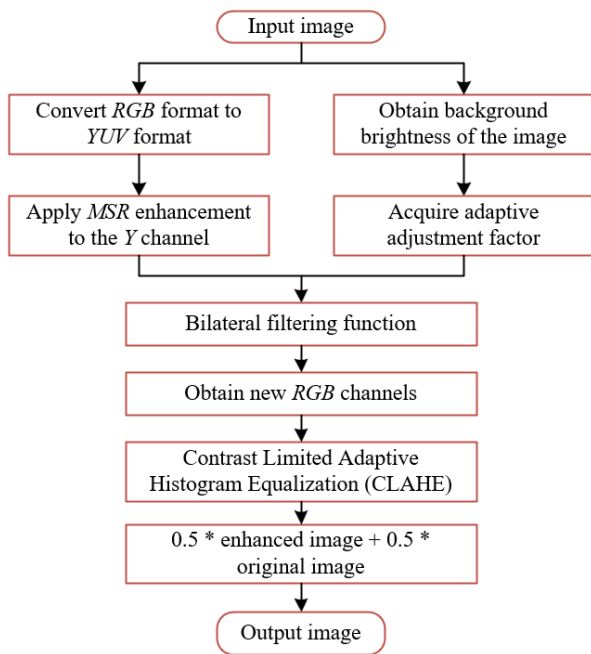 Input image
Convert RGB format to
YUV format
Obtain background
brightness of the image
Apply MSR enhancement
to the Y channel
Acquire adaptive
adjustment factor
Bilateral filtering function
Obtain new RGB channels
Contrast Limited Adaptive
Histogram Equalization (CLAHE)
0.5 * enhanced image + 0.5 *
original image
Output image